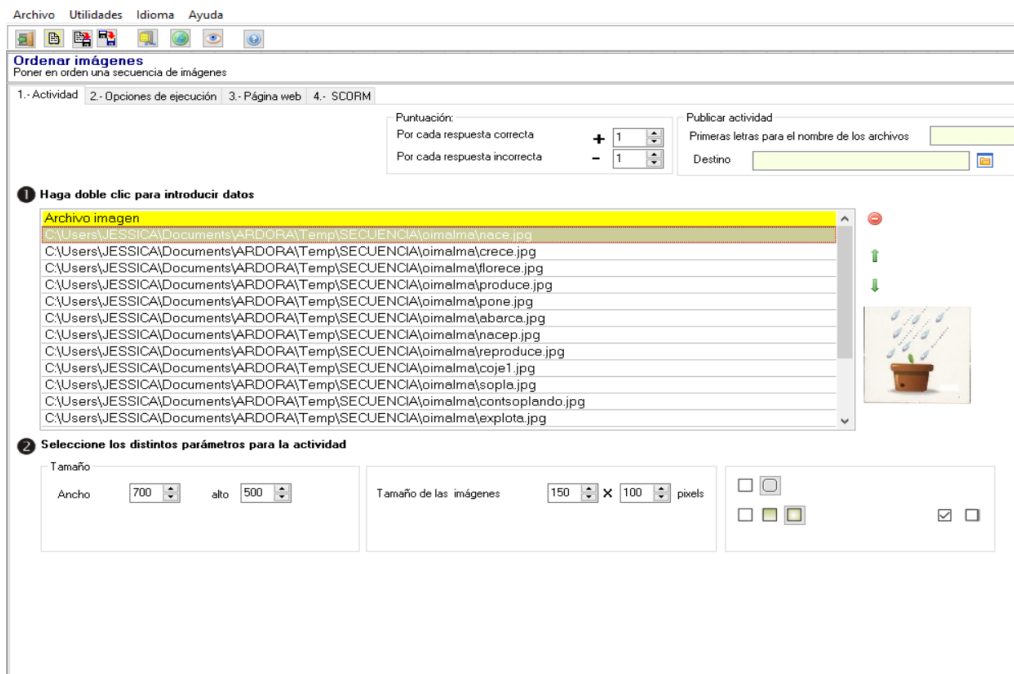 Archivo Utilidades Idioma Ayuda
Ordenar imágenes
Poner en orden una secuencia de imágenes
1.- Actividad 2.- Opciones de ejecución 3.- Página web 4.- SCORM
Puntuación:
Por cada respuesta correcta + 1
Por cada respuesta incorrecta - 1
Publicar actividad
Primeras letras para el nombre de los archivos
Destino
1 Haga doble clic para introducir datos
Archivo imagen
C:\Users\JESSICA\Documents\ARDORA\Temp\SECUENCIA\oimalma\nace.jpg
C:\Users\JESSICA\Documents\ARDORA\Temp\SECUENCIA\oimalma\crece.jpg
C:\Users\JESSICA\Documents\ARDORA\Temp\SECUENCIA\oimalma\florece.jpg
C:\Users\JESSICA\Documents\ARDORA\Temp\SECUENCIA\oimalma\produce.jpg
C:\Users\JESSICA\Documents\ARDORA\Temp\SECUENCIA\oimalma\pone.jpg
C:\Users\JESSICA\Documents\ARDORA\Temp\SECUENCIA\oimalma\abarca.jpg
C:\Users\JESSICA\Documents\ARDORA\Temp\SECUENCIA\oimalma\nacep.jpg
C:\Users\JESSICA\Documents\ARDORA\Temp\SECUENCIA\oimalma\reproduce.jpg
C:\Users\JESSICA\Documents\ARDORA\Temp\SECUENCIA\oimalma\coje1.jpg
C:\Users\JESSICA\Documents\ARDORA\Temp\SECUENCIA\oimalma\sopla.jpg
C:\Users\JESSICA\Documents\ARDORA\Temp\SECUENCIA\oimalma\contsoplando.jpg
C:\Users\JESSICA\Documents\ARDORA\Temp\SECUENCIA\oimalma\explota.jpg
2 Seleccione los distintos parámetros para la actividad
Tamaño
Ancho 700 alto 500
Tamaño de las imágenes 150 X 100 pixels